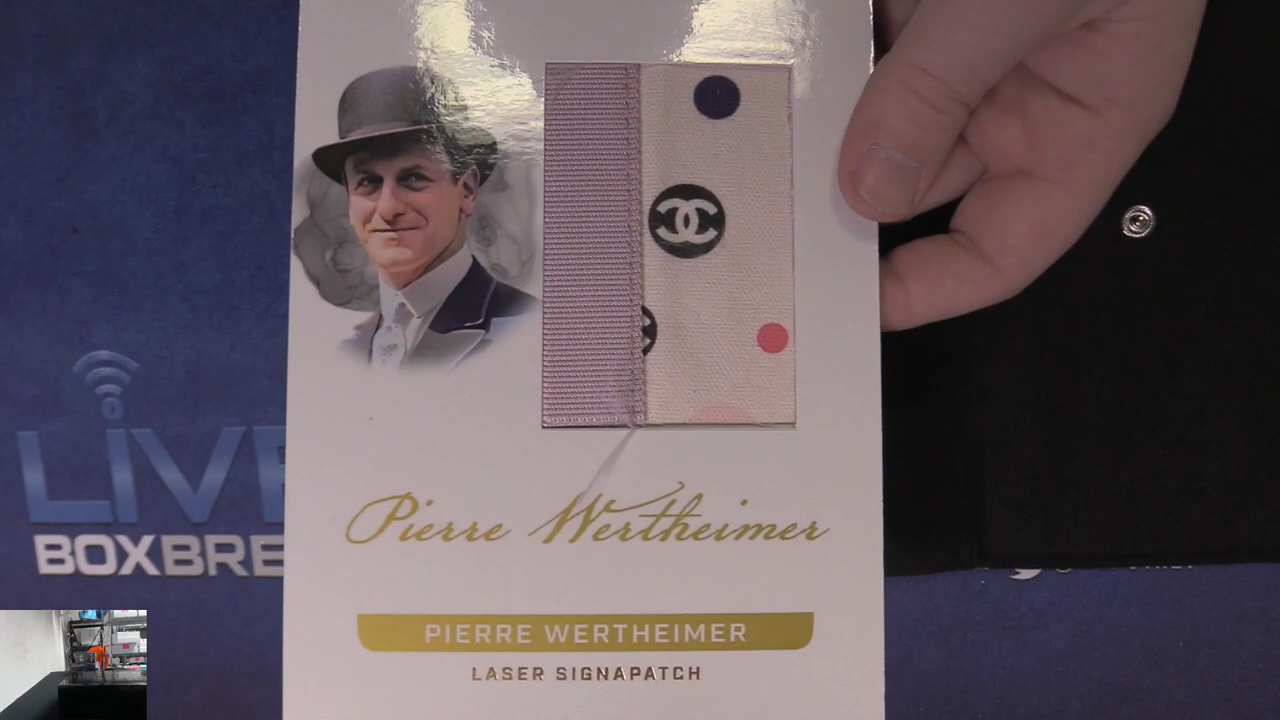 LIVE
BOXBRE
Pierre Wertheimer
PIERRE WERTHEIMER
LASER SIGNAPATCH